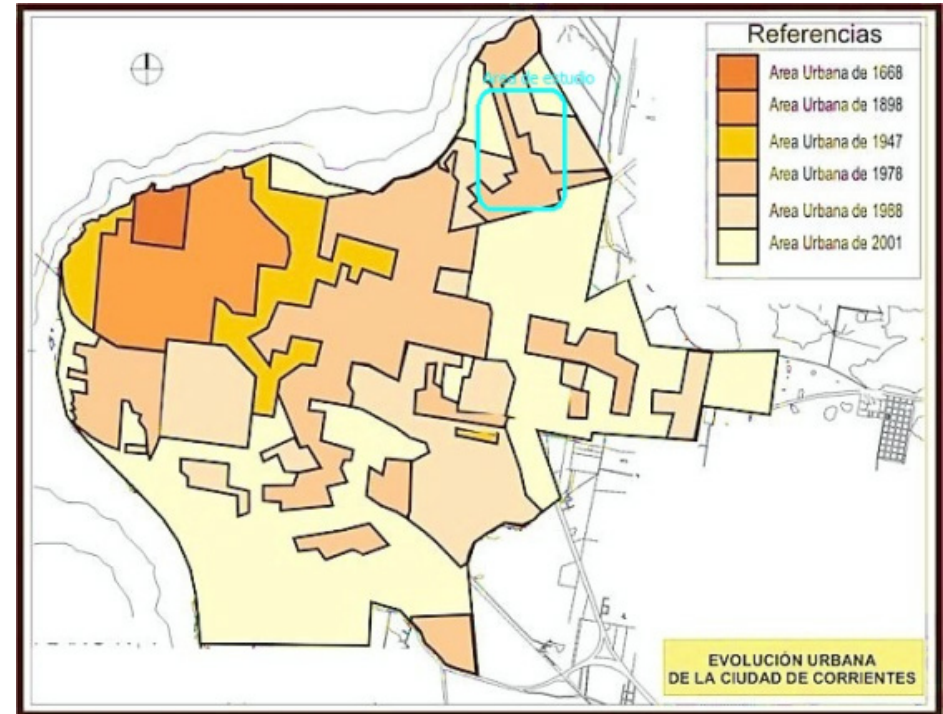 Referencias
Area Urbana de 1668
Area Urbana de 1898
Area Urbana de 1947
Area Urbana de 1978
Area Urbana de 1988
Area Urbana de 2001
Area de estudio
EVOLUCIÓN URBANA
DE LA CIUDAD DE CORRIENTES